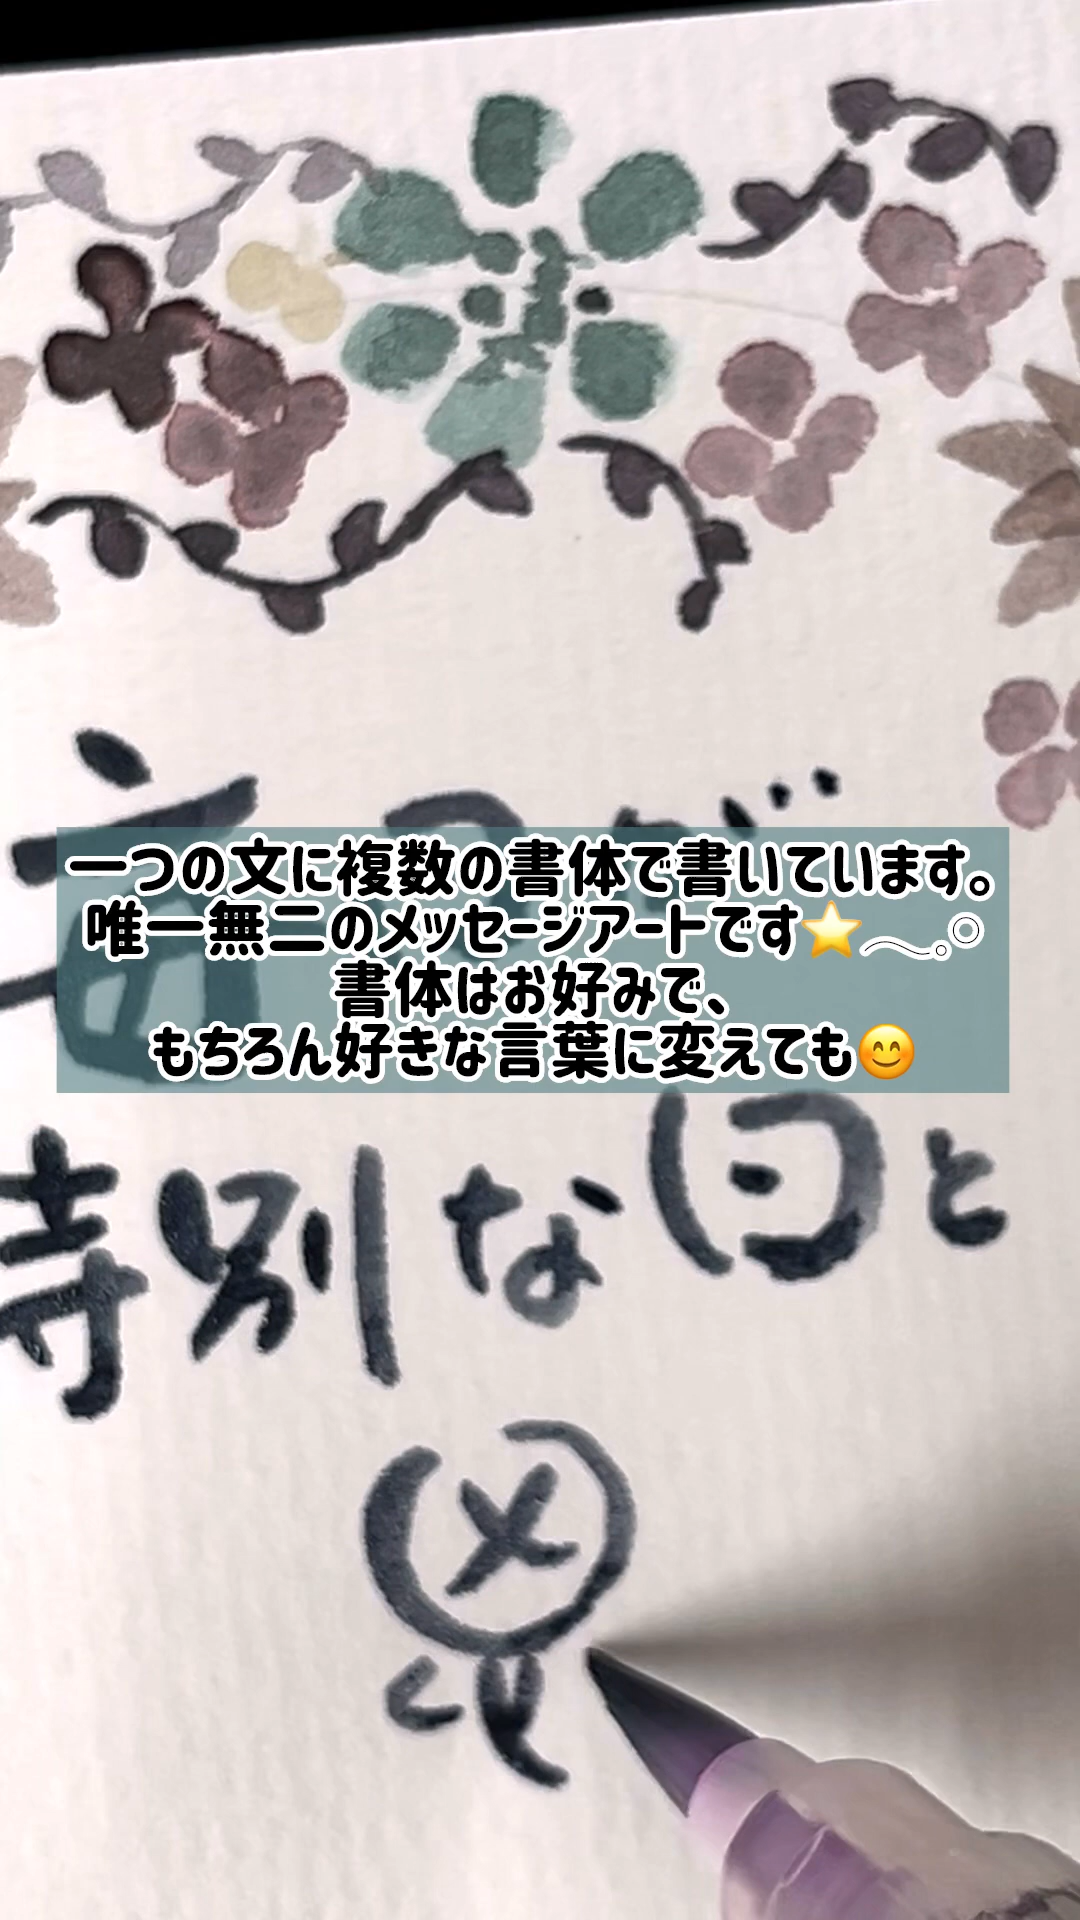 一つの文に複数の書体で書いています。
唯一無二のメッセージアートです⭐️𓂃𓈒𓏸
書体はお好みで、
もちろん好きな言葉に変えても😊
特別な日と